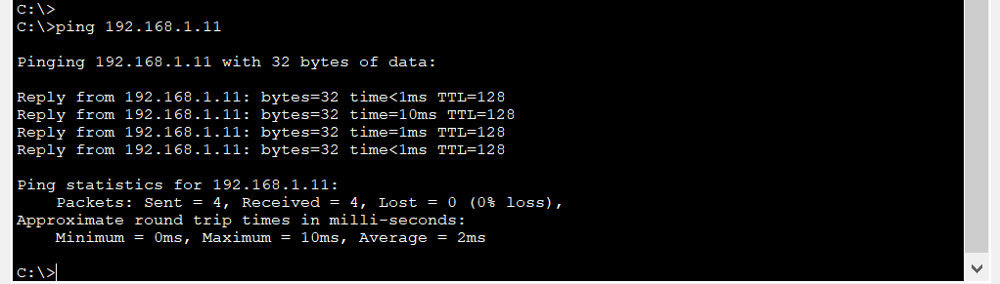 C:\>
C:\>ping 192.168.1.11
Pinging 192.168.1.11 with 32 bytes of data:
Reply from 192.168.1.11: bytes=32 time<1ms TTL=128
Reply from 192.168.1.11: bytes=32 time=10ms TTL=128
Reply from 192.168.1.11: bytes=32 time=1ms TTL=128
Reply from 192.168.1.11: bytes=32 time<1ms TTL=128
Ping statistics for 192.168.1.11:
    Packets: Sent = 4, Received = 4, Lost = 0 (0% loss),
Approximate round trip times in milli-seconds:
    Minimum = 0ms, Maximum = 10ms, Average = 2ms
C:\>